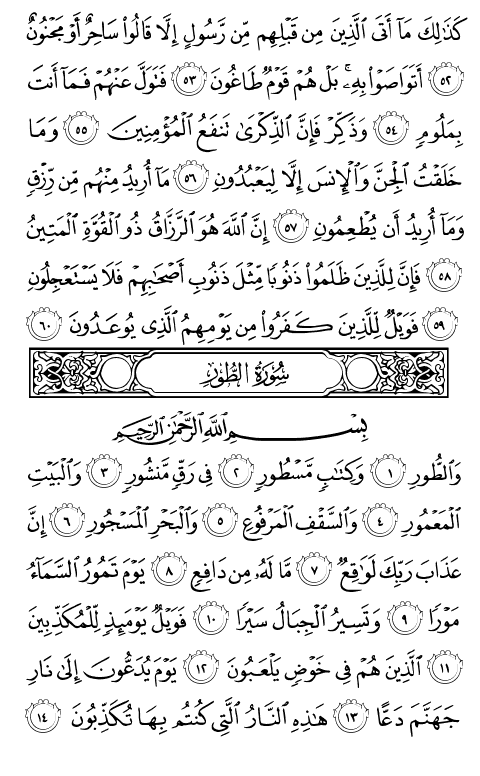 كَذَٰلِكَ مَآ أَتَى ٱلَّذِينَ مِن قَبْلِهِم مِّن رَّسُولٍ إِلَّا قَالُوا۟ سَاحِرٌ أَوْ مَجْنُونٌ
٥٢ أَتَوَاصَوْا۟ بِهِۦ ۚ بَلْ هُمْ قَوْمٌ طَاغُونَ ٥٣ فَتَوَلَّ عَنْهُمْ فَمَآ أَنتَ
بِمَلُومٍ ٥٤ وَذَكِّرْ فَإِنَّ ٱلذِّكْرَىٰ تَنفَعُ ٱلْمُؤْمِنِينَ ٥٥ وَمَا
خَلَقْتُ ٱلْجِنَّ وَٱلْإِنسَ إِلَّا لِيَعْبُدُونِ ٥٦ مَآ أُرِيدُ مِنْهُم مِّن رِّزْقٍ
وَمَآ أُرِيدُ أَن يُطْعِمُونِ ٥٧ إِنَّ ٱللَّهَ هُوَ ٱلرَّزَّاقُ ذُو ٱلْقُوَّةِ ٱلْمَتِينُ
٥٨ فَإِنَّ لِلَّذِينَ ظَلَمُوا۟ ذَنُوبًا مِّثْلَ ذَنُوبِ أَصْحَٰبِهِمْ فَلَا يَسْتَعْجِلُونِ
٥٩ فَوَيْلٌ لِّلَّذِينَ كَفَرُوا۟ مِن يَوْمِهِمُ ٱلَّذِى يُوعَدُونَ ٦٠
سُورَةُ الطُّورِ
بِسْمِ ٱللَّهِ ٱلرَّحْمَٰنِ ٱلرَّحِيمِ
وَٱلطُّورِ ١ وَكِتَٰبٍ مَّسْطُورٍ ٢ فِى رَقٍّ مَّنشُورٍ ٣ وَٱلْبَيْتِ
ٱلْمَعْمُورِ ٤ وَٱلسَّقْفِ ٱلْمَرْفُوعِ ٥ وَٱلْبَحْرِ ٱلْمَسْجُورِ ٦ إِنَّ
عَذَابَ رَبِّكَ لَوَٰقِعٌ ٧ مَّا لَهُۥ مِن دَافِعٍ ٨ يَوْمَ تَمُورُ ٱلسَّمَآءُ
مَوْرًا ٩ وَتَسِيرُ ٱلْجِبَالُ سَيْرًا ١٠ فَوَيْلٌ يَوْمَئِذٍ لِّلْمُكَذِّبِينَ
١١ ٱلَّذِينَ هُمْ فِى خَوْضٍ يَلْعَبُونَ ١٢ يَوْمَ يُدَعُّونَ إِلَىٰ نَارِ
جَهَنَّمَ دَعًّا ١٣ هَٰذِهِ ٱلنَّارُ ٱلَّتِى كُنتُم بِهَا تُكَذِّبُونَ ١٤